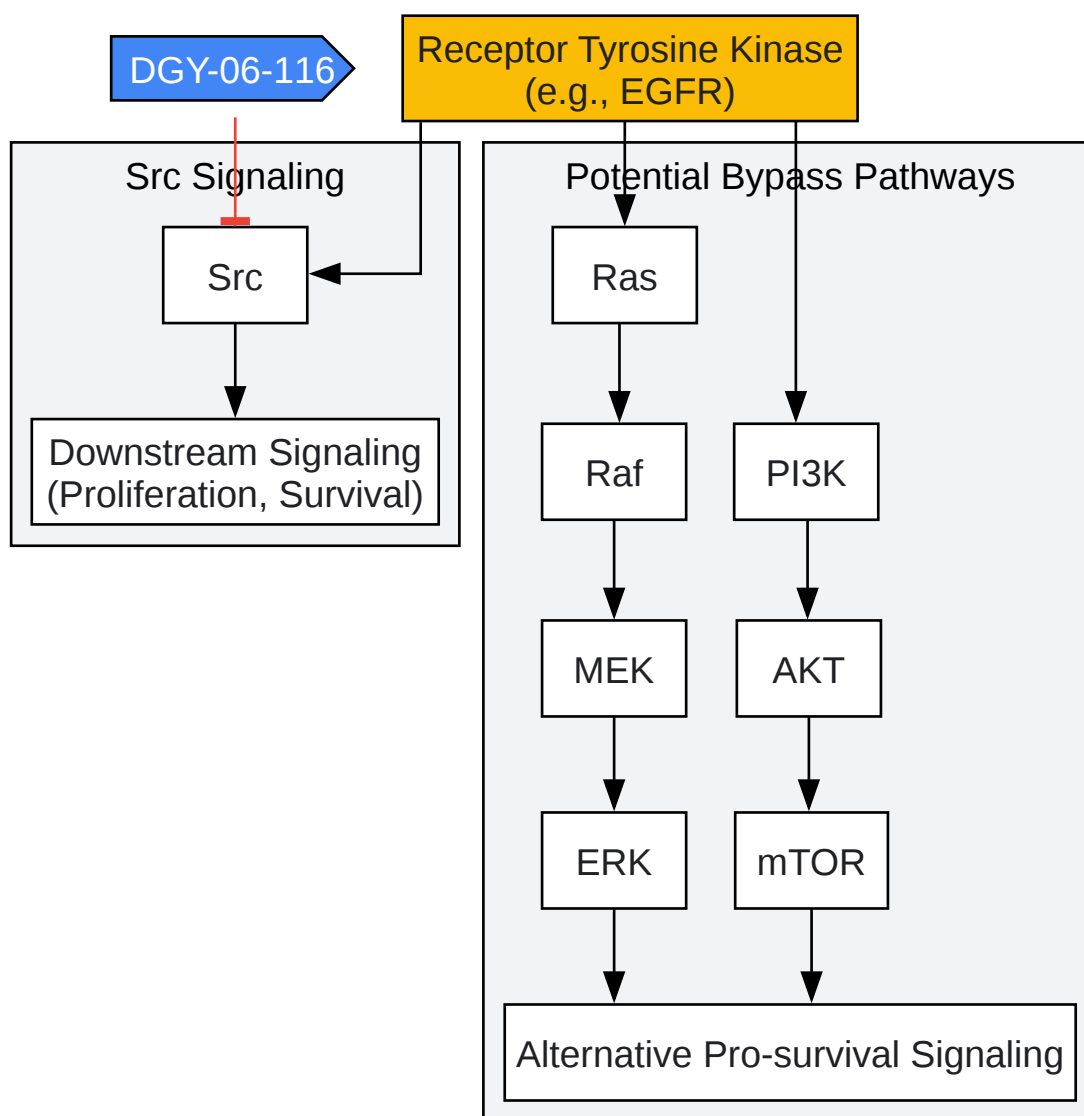 DGY-06-116
Receptor Tyrosine Kinase
(e.g., EGFR)
Src Signaling
Src
Downstream Signaling
(Proliferation, Survival)
Potential Bypass Pathways
Ras
Raf
PI3K
MEK
AKT
ERK
mTOR
Alternative Pro-survival Signaling